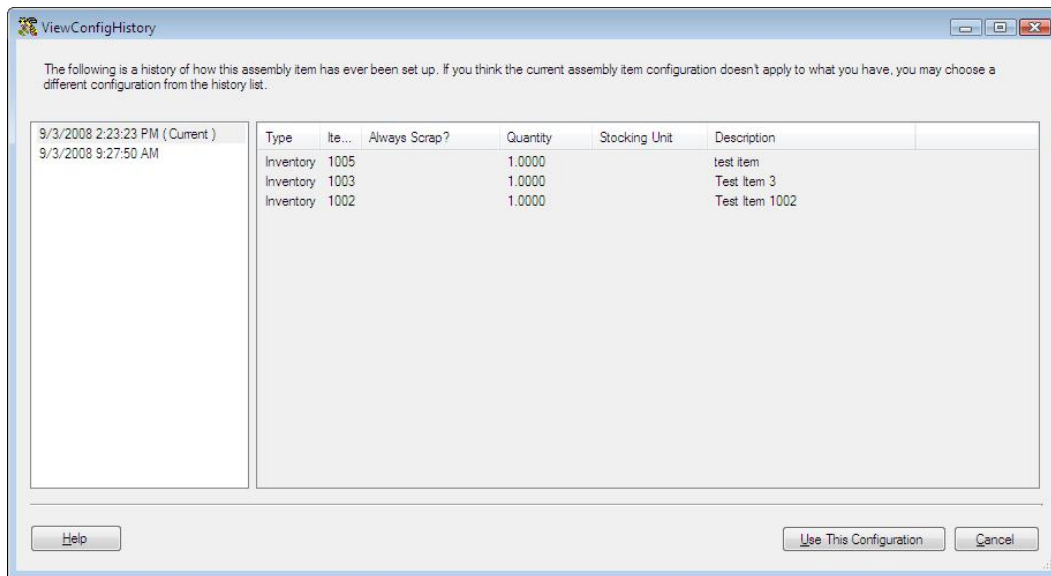 ViewConfigHistory
The following is a history of how this assembly item has ever been set up. If you think the current assembly item configuration doesn't apply to what you have, you may choose a
different configuration from the history list.
9/3/2008 2:23:23 PM ( Current )
9/3/2008 9:27:50 AM
Type Ite... Always Scrap? Quantity Stocking Unit Description
Inventory 1005 1.0000 test item
Inventory 1003 1.0000 Test Item 3
Inventory 1002 1.0000 Test Item 1002
Help Use This Configuration Cancel